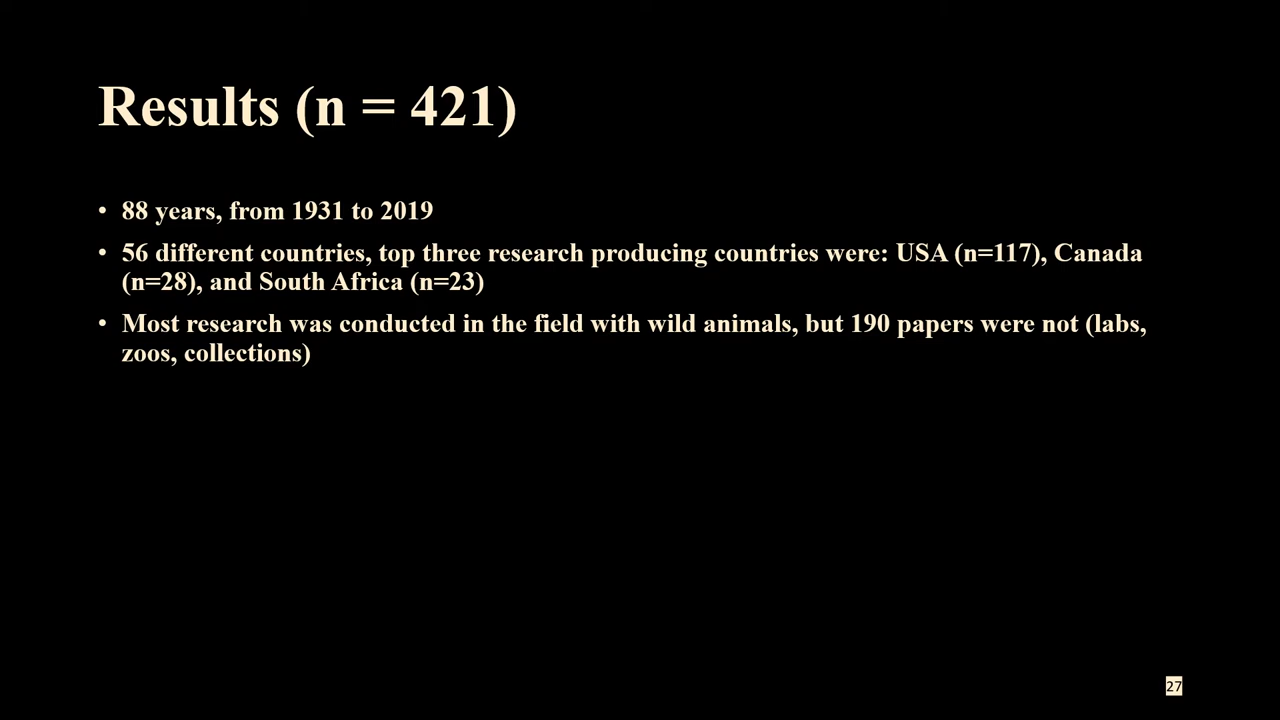 Results (n = 421)
• 88 years, from 1931 to 2019
• 56 different countries, top three research producing countries were: USA (n=117), Canada
(n=28), and South Africa (n=23)
• Most research was conducted in the field with wild animals, but 190 papers were not (labs,
zoos, collections)
27